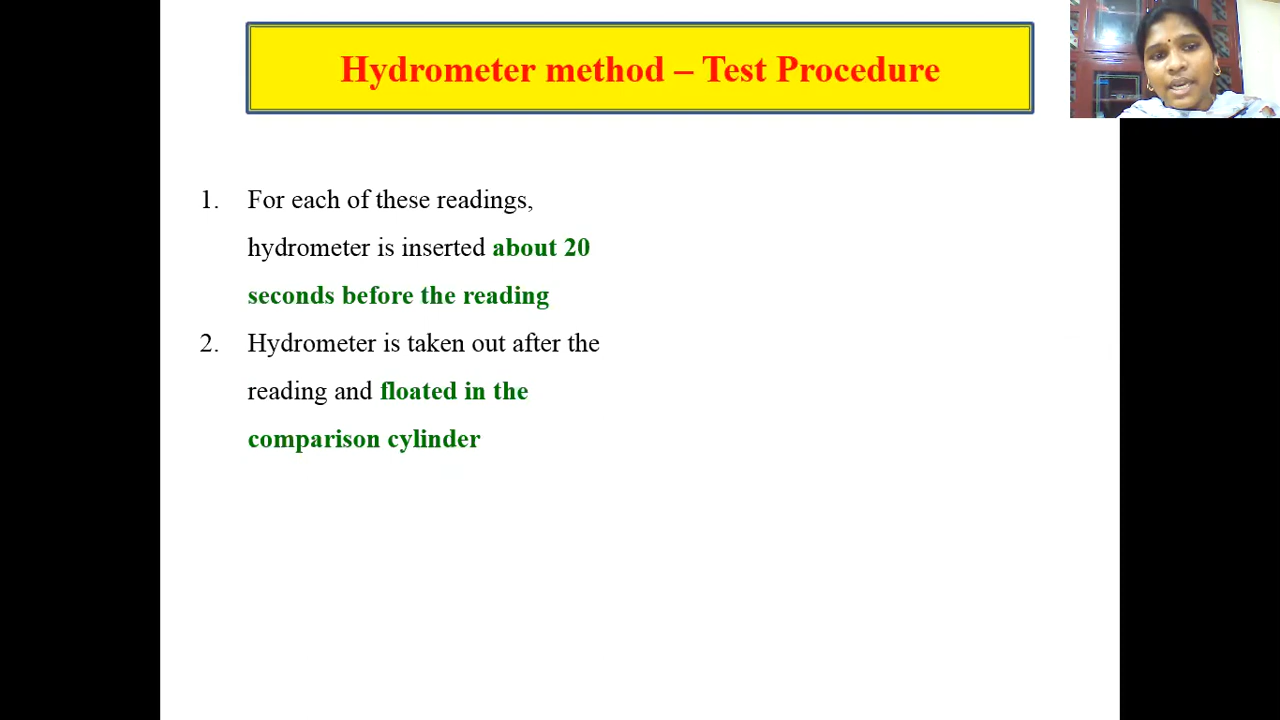 Hydrometer method – Test Procedure
1. For each of these readings,
hydrometer is inserted about 20
seconds before the reading
2. Hydrometer is taken out after the
reading and floated in the
comparison cylinder